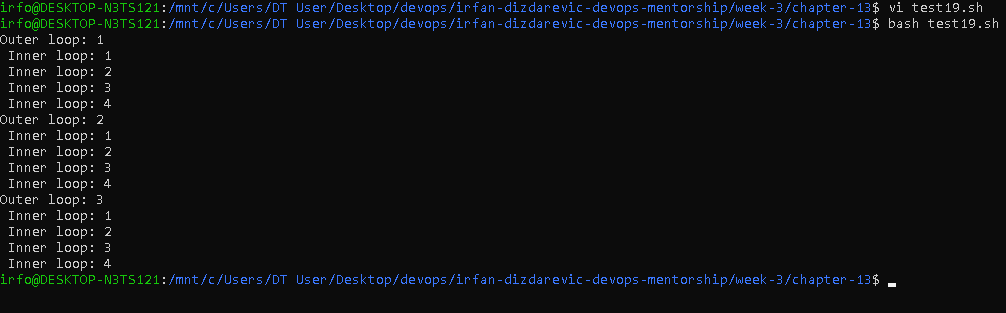 irfo@DESKTOP-N3TS121:/mnt/c/Users/DT User/Desktop/devops/irfan-dizdarevic-devops-mentorship/week-3/chapter-13$ vi test19.sh
irfo@DESKTOP-N3TS121:/mnt/c/Users/DT User/Desktop/devops/irfan-dizdarevic-devops-mentorship/week-3/chapter-13$ bash test19.sh
Outer loop: 1
 Inner loop: 1
 Inner loop: 2
 Inner loop: 3
 Inner loop: 4
Outer loop: 2
 Inner loop: 1
 Inner loop: 2
 Inner loop: 3
 Inner loop: 4
Outer loop: 3
 Inner loop: 1
 Inner loop: 2
 Inner loop: 3
 Inner loop: 4
irfo@DESKTOP-N3TS121:/mnt/c/Users/DT User/Desktop/devops/irfan-dizdarevic-devops-mentorship/week-3/chapter-13$